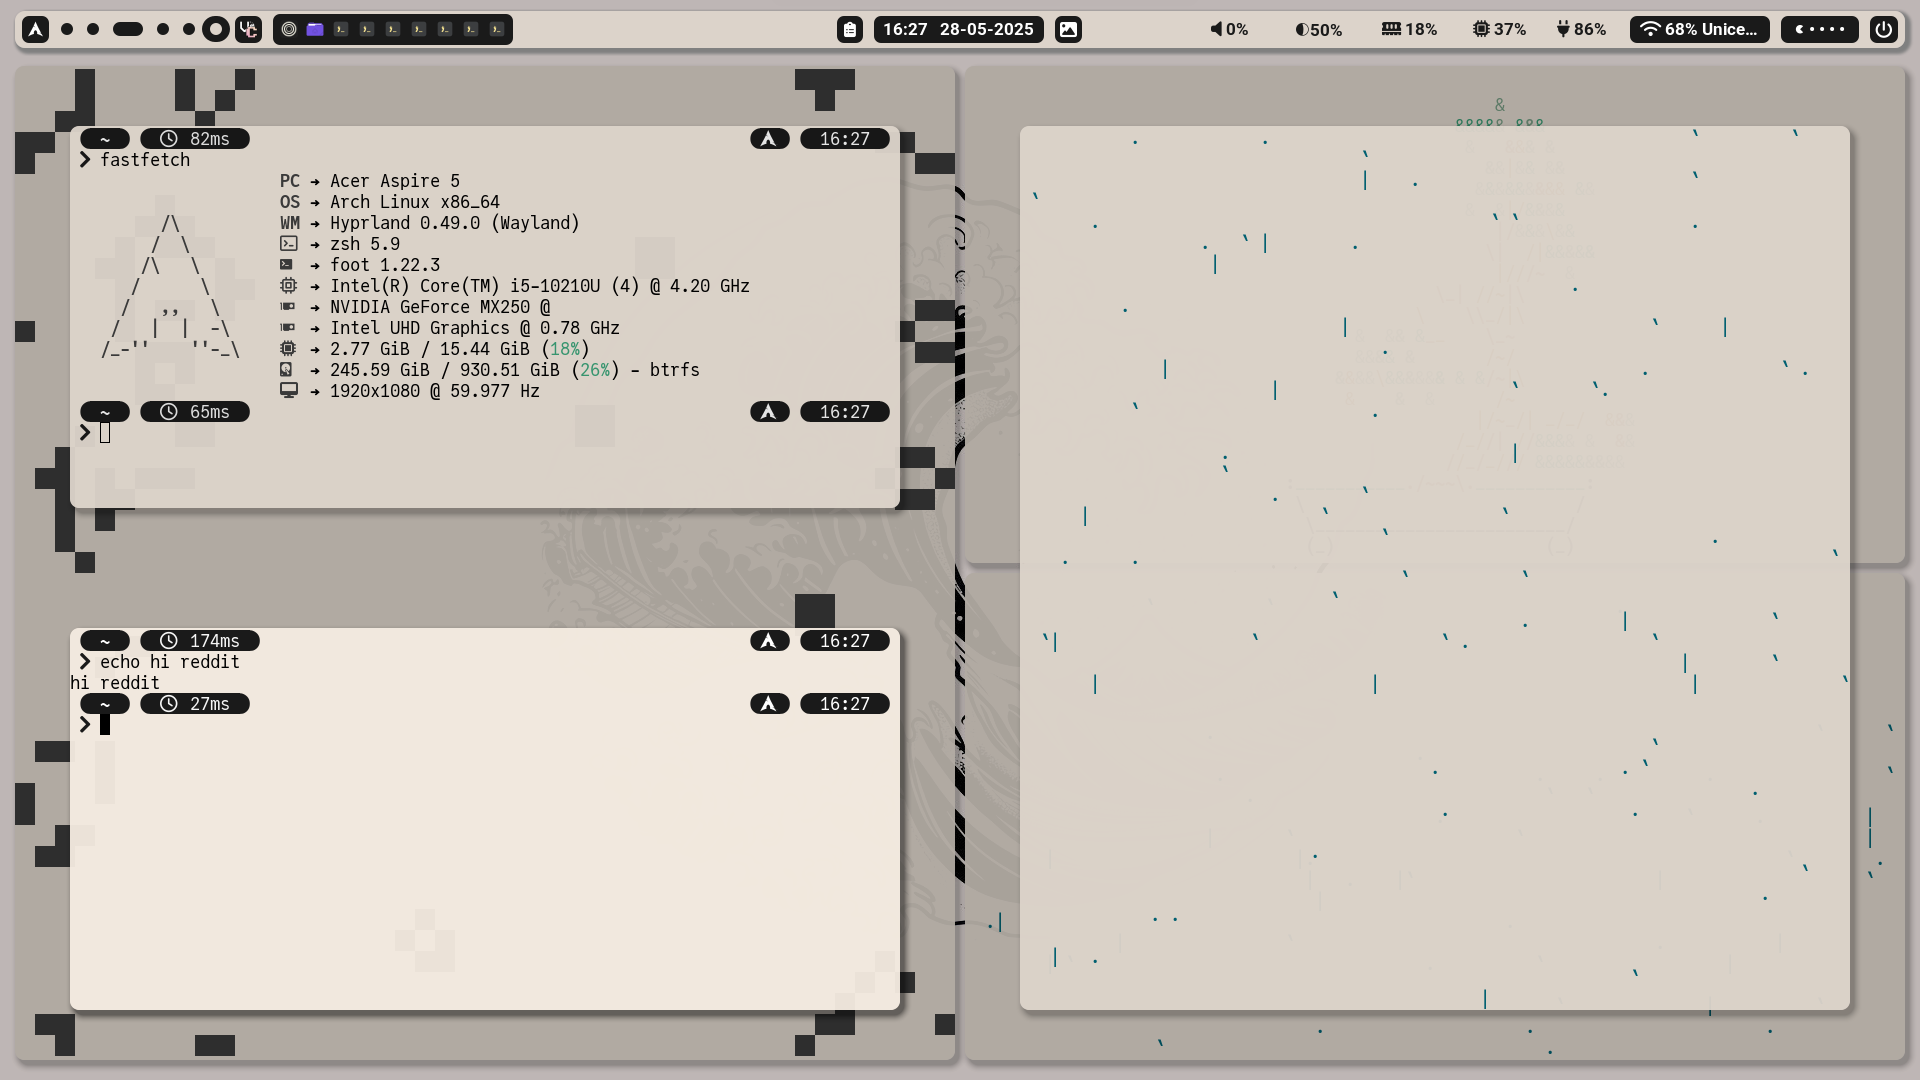 16:27 28-05-2025
0%
50%
18%
37%
86%
68% Unice…
~ 82ms 16:27
❯ fastfetch
PC → Acer Aspire 5
OS → Arch Linux x86_64
WM → Hyprland 0.49.0 (Wayland)
→ zsh 5.9
→ foot 1.22.3
→ Intel(R) Core(TM) i5-10210U (4) @ 4.20 GHz
→ NVIDIA GeForce MX250 @
→ Intel UHD Graphics @ 0.78 GHz
→ 2.77 GiB / 15.44 GiB (18%)
→ 245.59 GiB / 930.51 GiB (26%) - btrfs
→ 1920x1080 @ 59.977 Hz
~ 65ms 16:27
❯
~ 174ms 16:27
❯ echo hi reddit
hi reddit
~ 27ms 16:27
❯
&